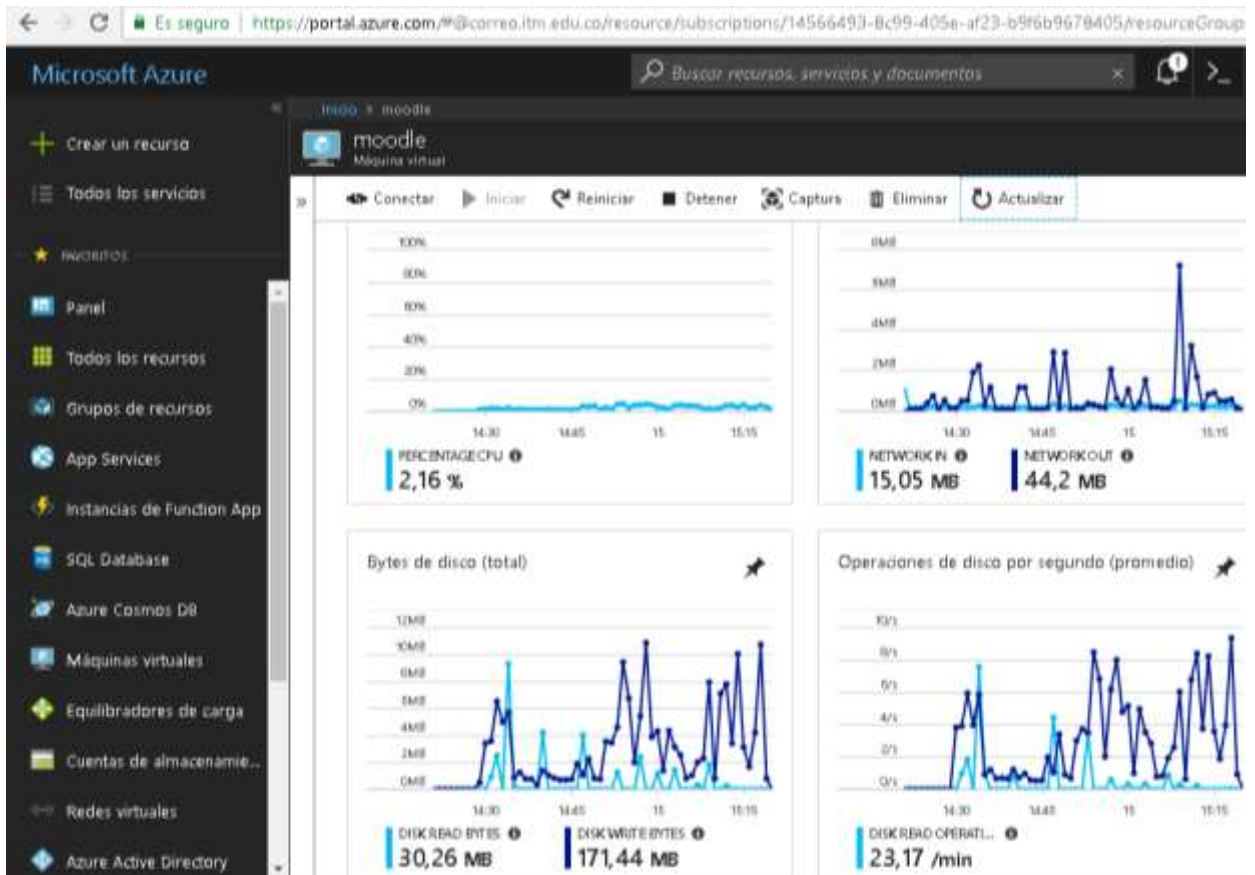 Es seguro | https://portal.azure.com/#@correo.itm.edu.co/resource/subscriptions/14566493-8c99-405e-af23-b9f6b9678405/resourceGroup
Microsoft Azure
Buscar recursos, servicios y documentos
1
Inicio > moodle
moodle
Máquina virtual
Crear un recurso
Todos los servicios
FAVORITOS
Panel
Todos los recursos
Grupos de recursos
App Services
Instancias de Function App
SQL Database
Azure Cosmos DB
Máquinas virtuales
Equilibradores de carga
Cuentas de almacenamie...
Redes virtuales
Azure Active Directory
Conectar Iniciar Reiniciar Detener Captura Eliminar Actualizar
100%
80%
60%
40%
20%
0%
14:30 14:45 15 15:15
PERCENTAGE CPU
2,16 %
8MB
6MB
4MB
2MB
0MB
14:30 14:45 15 15:15
NETWORK IN NETWORK OUT
15,05 MB 44,2 MB
Bytes de disco (total)
12MB
10MB
8MB
6MB
4MB
2MB
0MB
14:30 14:45 15 15:15
DISK READ BYTES DISK WRITE BYTES
30,26 MB 171,44 MB
Operaciones de disco por segundo (promedio)
10/s
8/s
6/s
4/s
2/s
0/s
14:30 14:45 15 15:15
DISK READ OPERATI...
23,17 /min